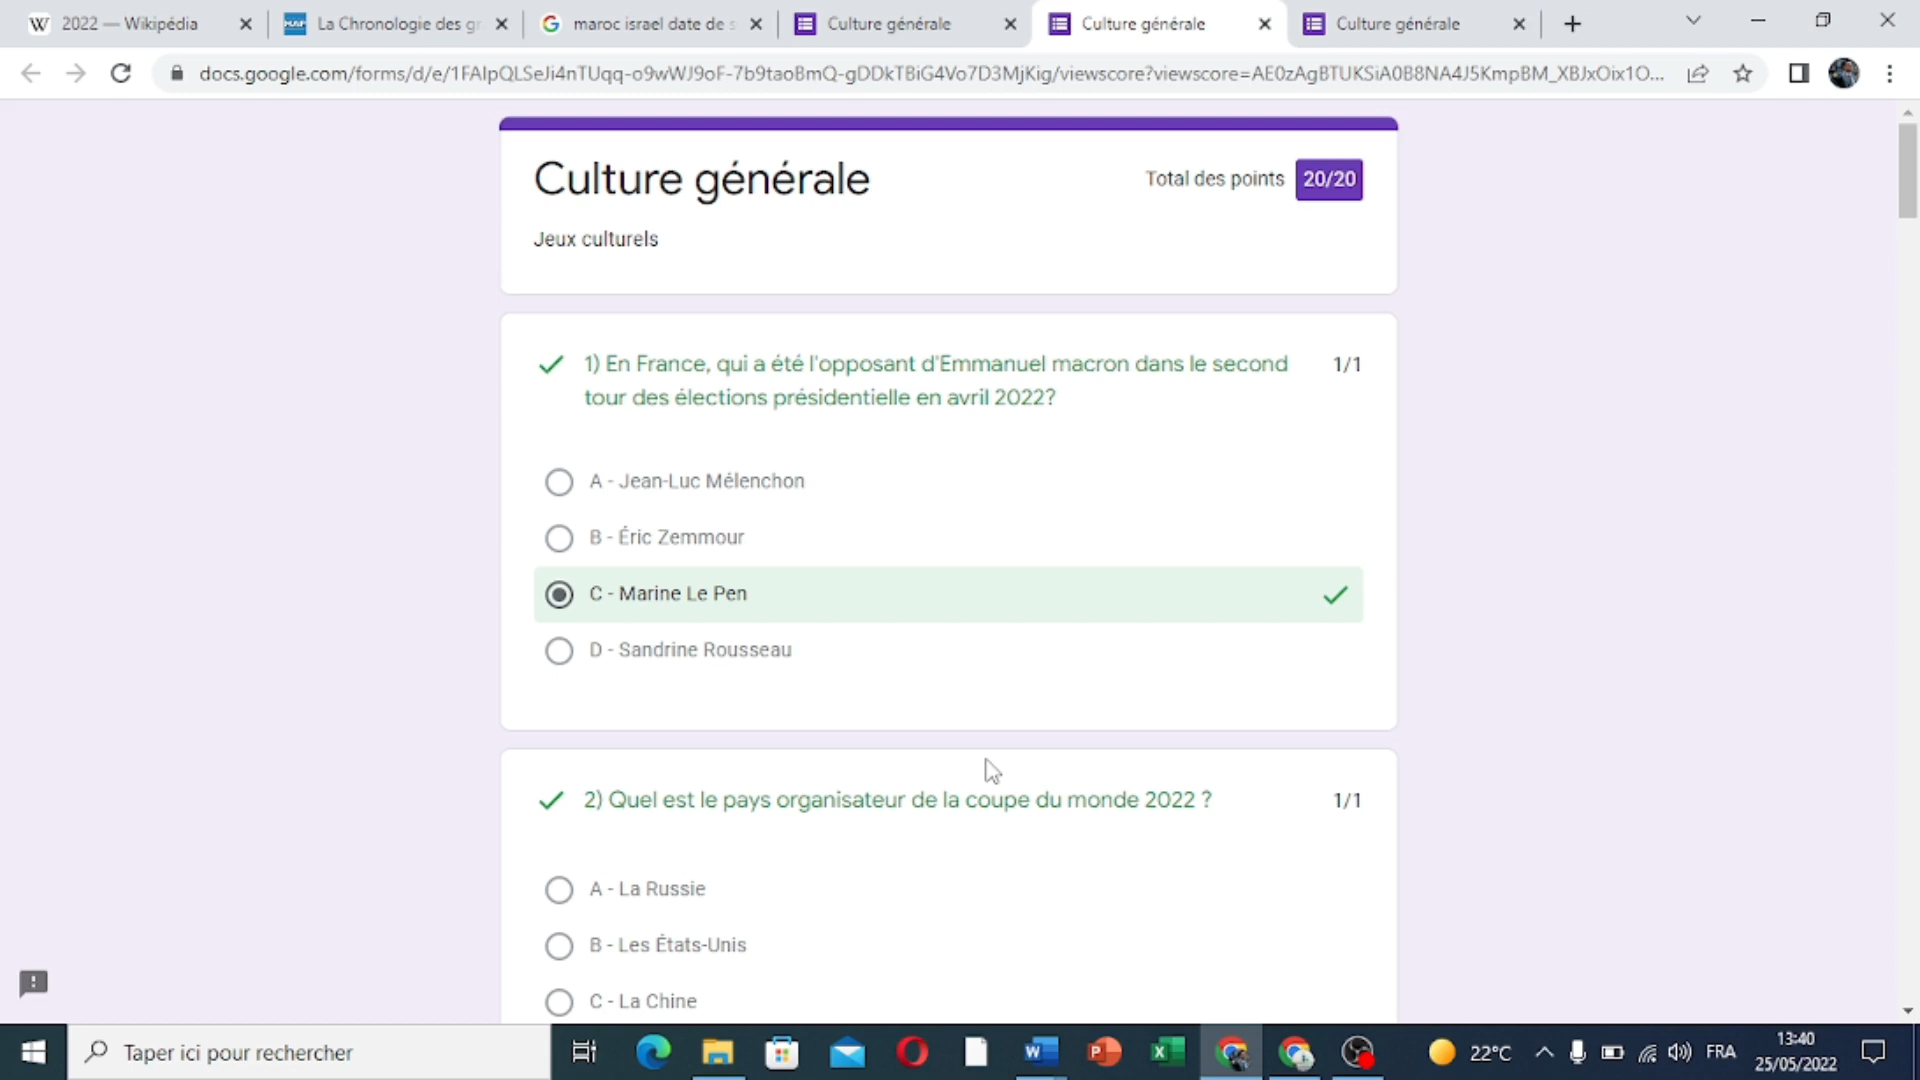 2022 — Wikipédia
La Chronologie des gr
maroc israel date de s
Culture générale
Culture générale
Culture générale
docs.google.com/forms/d/e/1FAIpQLSeJi4nTUqq-o9wWJ9oF-7b9taoBmQ-gDDkTBiG4Vo7D3MjKig/viewscore?viewscore=AE0zAgBTUKSiA0B8NA4J5KmpBM_XBJxOix1O...
Culture générale
Total des points 20/20
Jeux culturels
1) En France, qui a été l'opposant d'Emmanuel macron dans le second
tour des élections présidentielle en avril 2022?
1/1
A - Jean-Luc Mélenchon
B - Éric Zemmour
C - Marine Le Pen
D - Sandrine Rousseau
2) Quel est le pays organisateur de la coupe du monde 2022 ?
1/1
A - La Russie
B - Les États-Unis
C - La Chine
Taper ici pour rechercher
22°C
FRA
13:40
25/05/2022